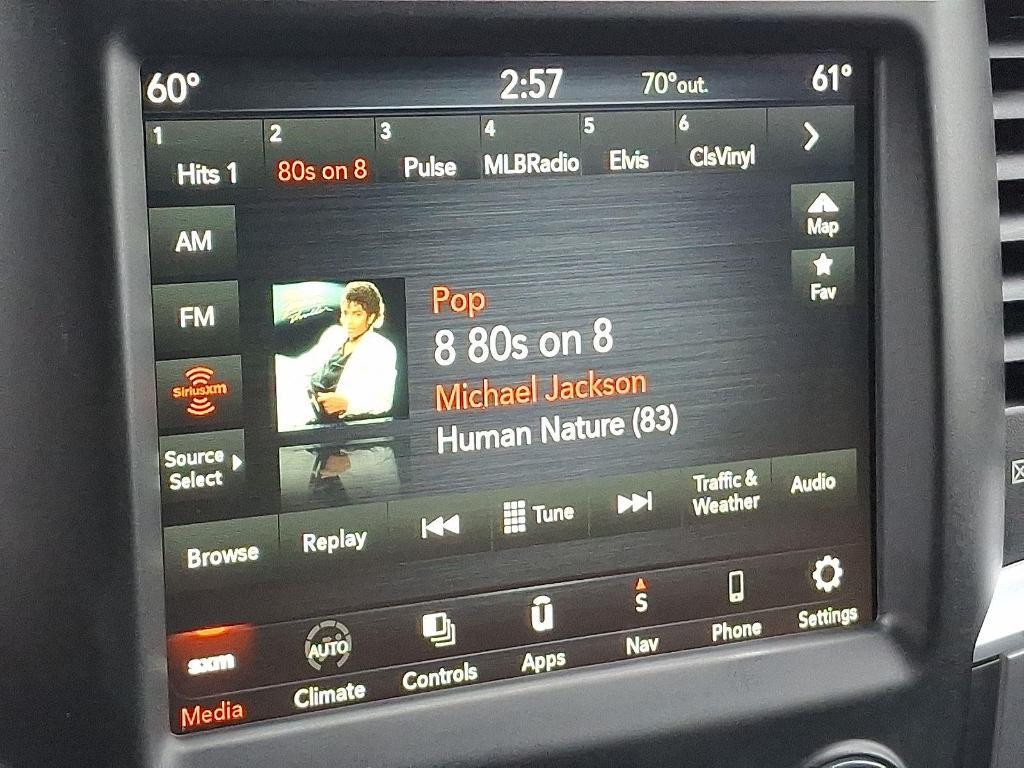 60° 2:57 70°out. 61°
1 2 3 4 5 6
Hits 1 80s on 8 Pulse MLBRadio Elvis ClsVinyl
AM
Map
FM
Fav
Pop
8 80s on 8
Michael Jackson
Human Nature (83)
SiriusXM
Source
Select
Browse Replay Tune Traffic &
Weather Audio
sxm AUTO S
Media Climate Controls Apps Nav Phone Settings